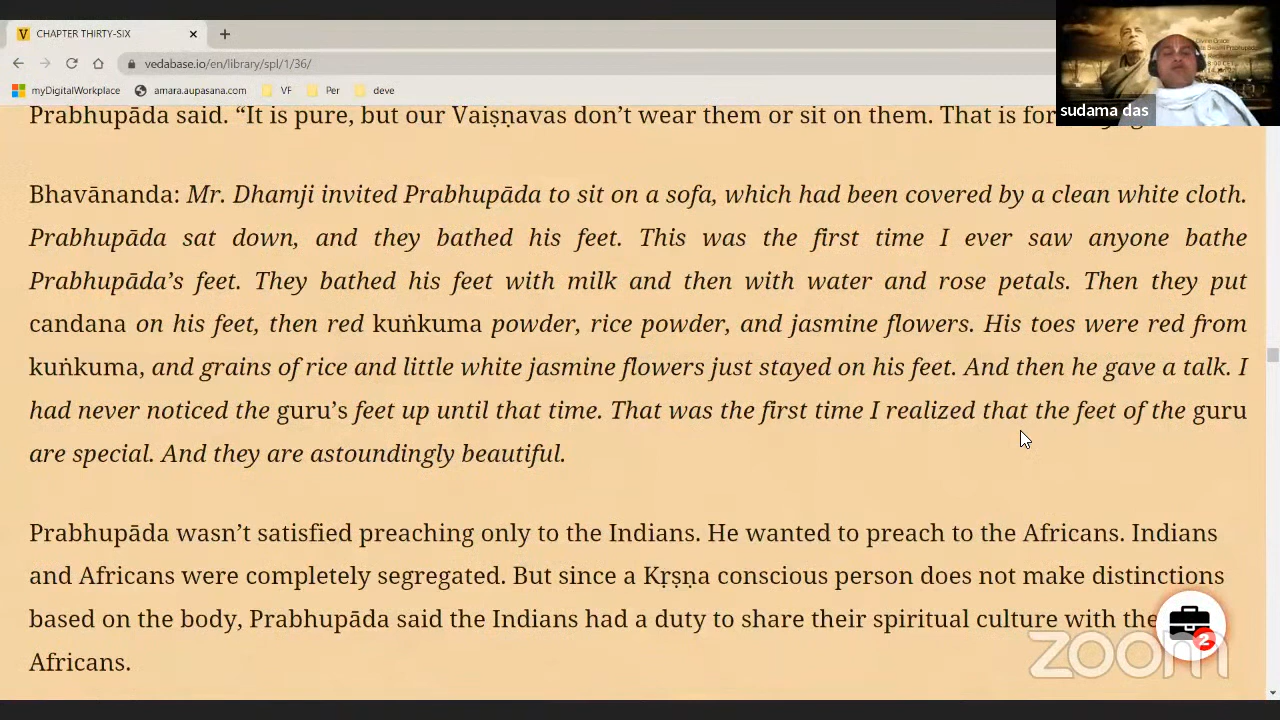 CHAPTER THIRTY-SIX
vedabase.io/en/library/spl/1/36/
myDigitalWorkplace amara.aupasana.com VF Per deve
sudama das
Prabhupāda said. “It is pure, but our Vaiṣṇavas don’t wear them or sit on them. That is for
Bhavānanda: Mr. Dhamji invited Prabhupāda to sit on a sofa, which had been covered by a clean white cloth.
Prabhupāda sat down, and they bathed his feet. This was the first time I ever saw anyone bathe
Prabhupāda’s feet. They bathed his feet with milk and then with water and rose petals. Then they put
candana on his feet, then red kuṅkuma powder, rice powder, and jasmine flowers. His toes were red from
kuṅkuma, and grains of rice and little white jasmine flowers just stayed on his feet. And then he gave a talk. I
had never noticed the guru’s feet up until that time. That was the first time I realized that the feet of the guru
are special. And they are astoundingly beautiful.
Prabhupāda wasn’t satisfied preaching only to the Indians. He wanted to preach to the Africans. Indians
and Africans were completely segregated. But since a Kṛṣṇa conscious person does not make distinctions
based on the body, Prabhupāda said the Indians had a duty to share their spiritual culture with the
Africans.
2
zoom